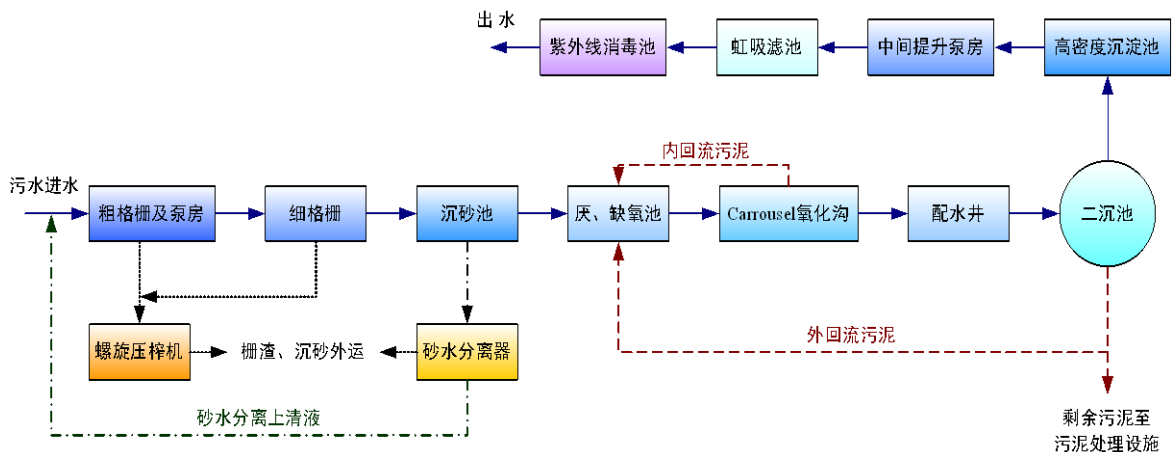 出水
紫外线消毒池
虹吸滤池
中间提升泵房
高密度沉淀池
内回流污泥
污水进水
粗格栅及泵房
细格栅
沉砂池
厌、缺氧池
Carrousel氧化沟
配水井
二沉池
螺旋压榨机
栅渣、沉砂外运
砂水分离器
外回流污泥
砂水分离上清液
剩余污泥至
污泥处理设施